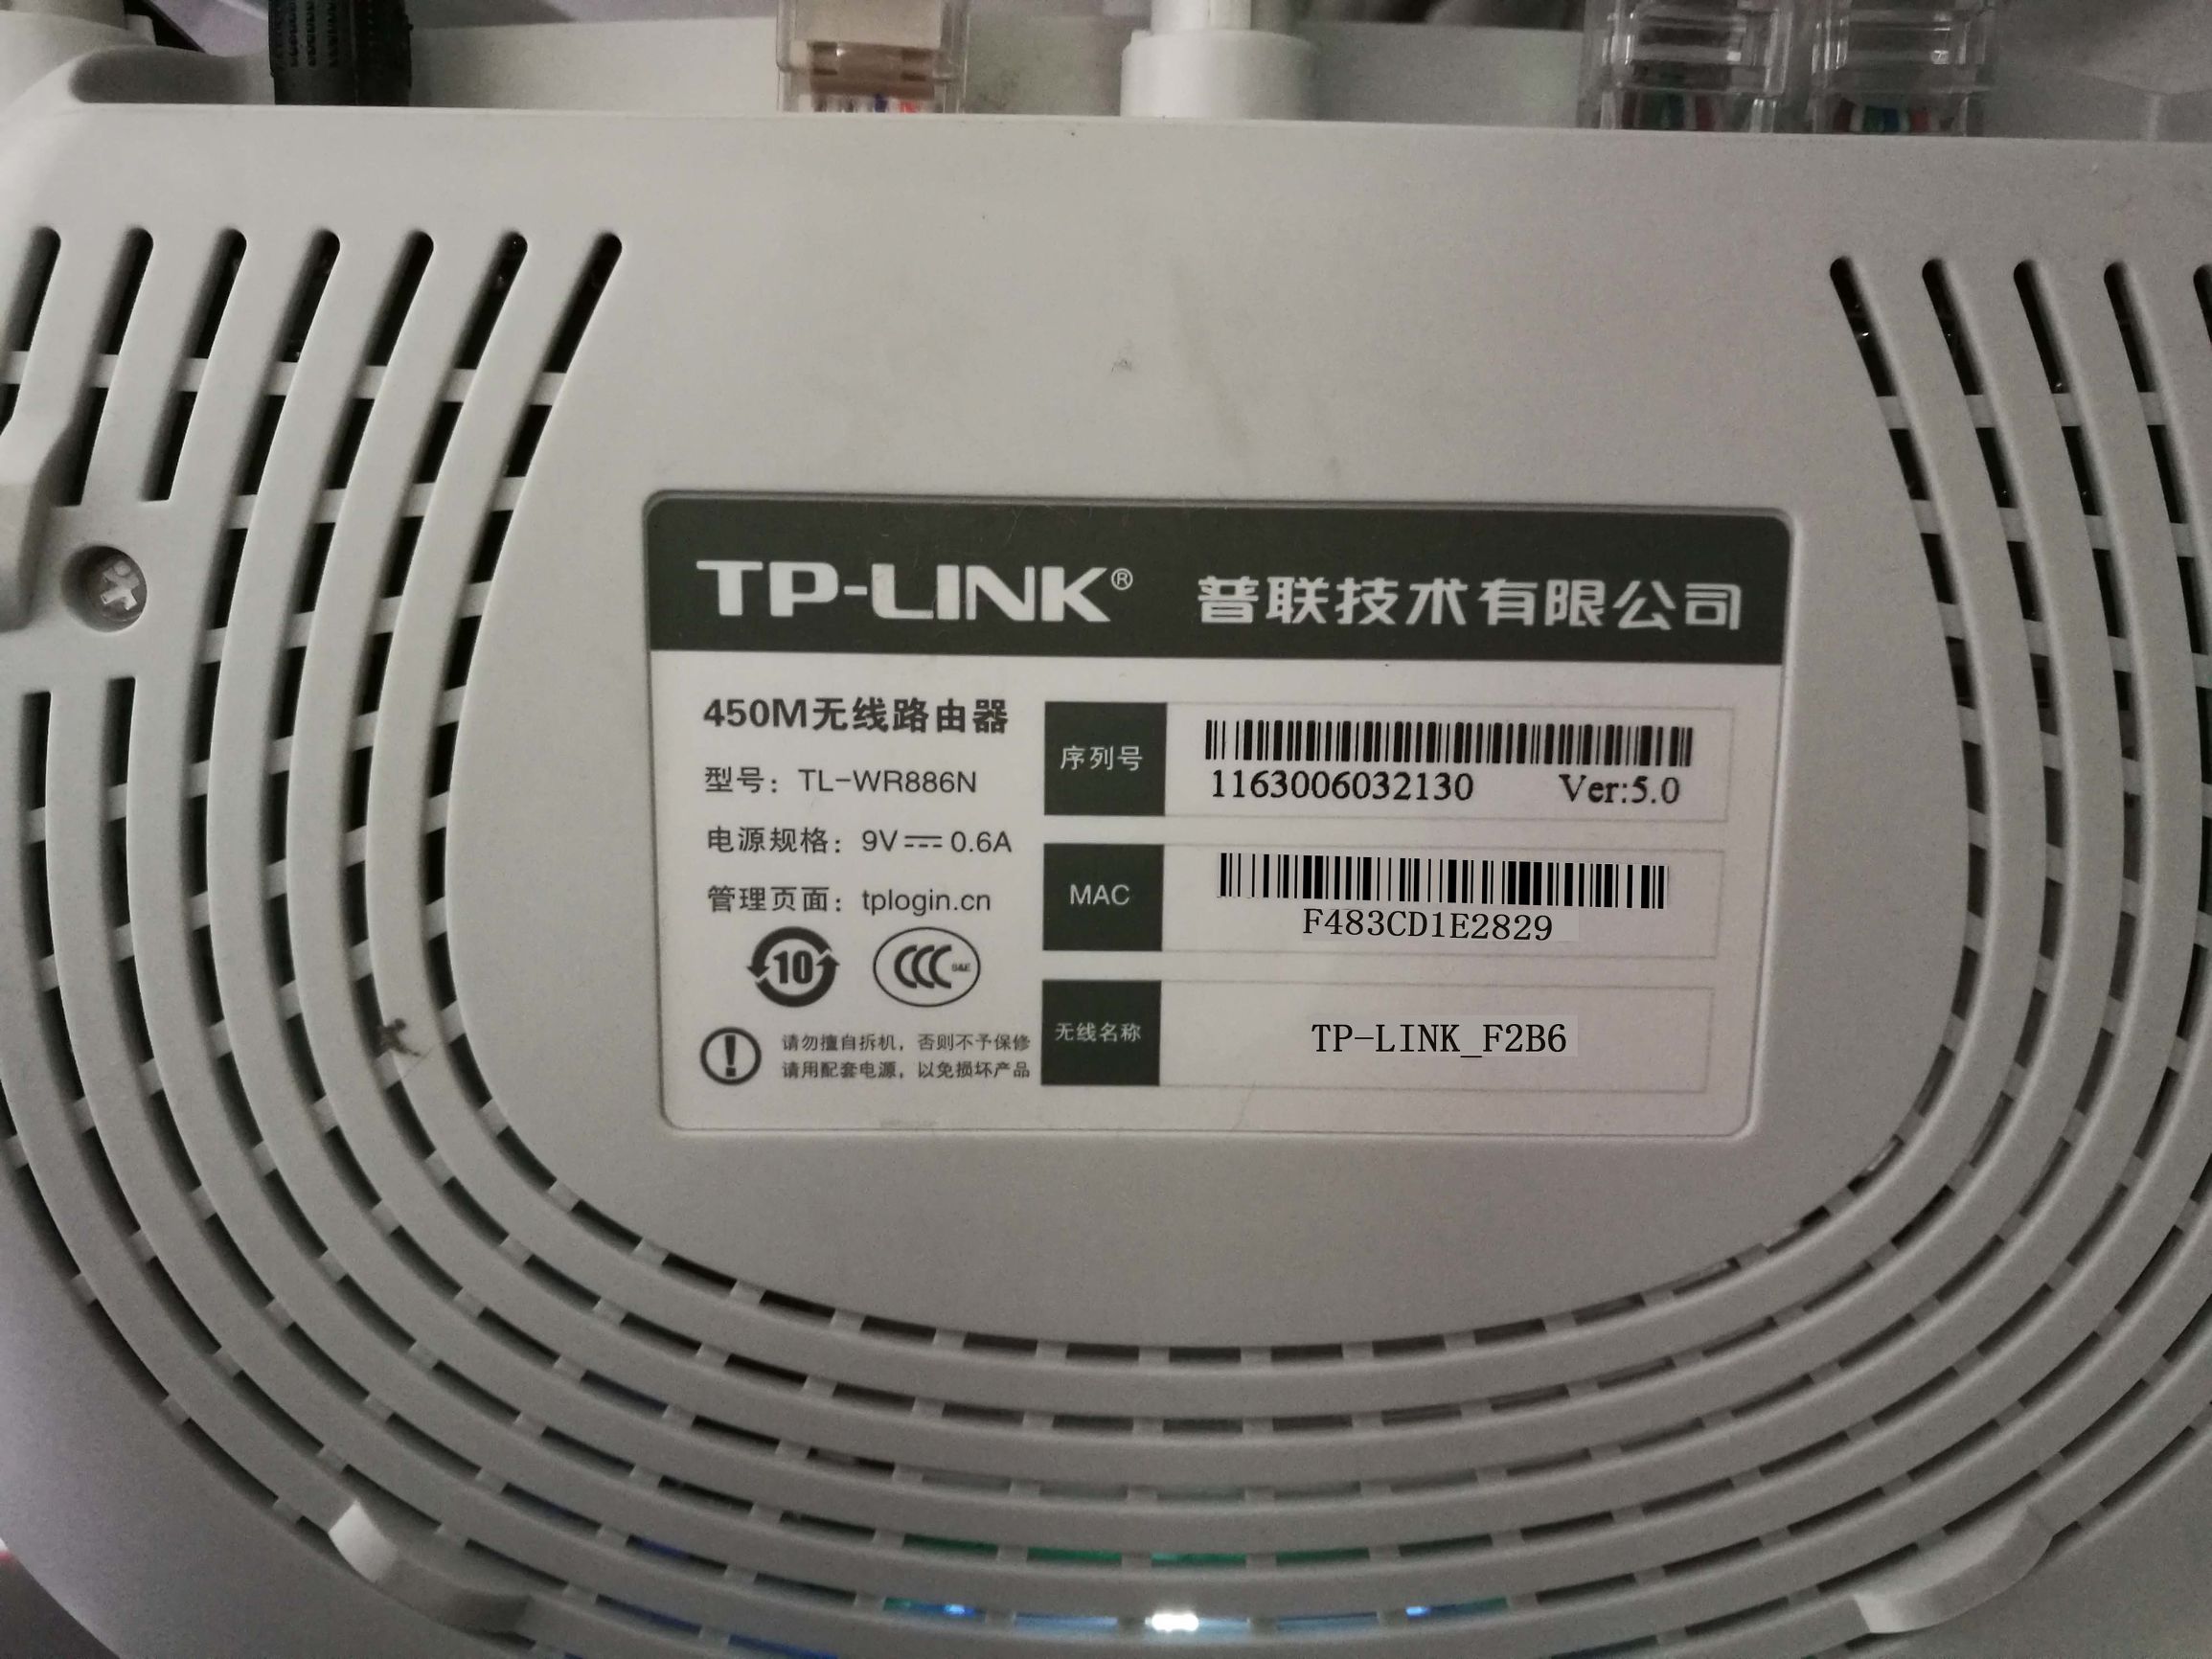 TP-LINK® 普联技术有限公司
450M无线路由器
型号：TL-WR886N
电源规格：9V⎓0.6A
管理页面：tplogin.cn
10
CCC S&E
请勿擅自拆机，否则不予保修
请用配套电源，以免损坏产品
序列号
1163006032130 Ver:5.0
MAC
F483CD1E2829
无线名称
TP-LINK_F2B6